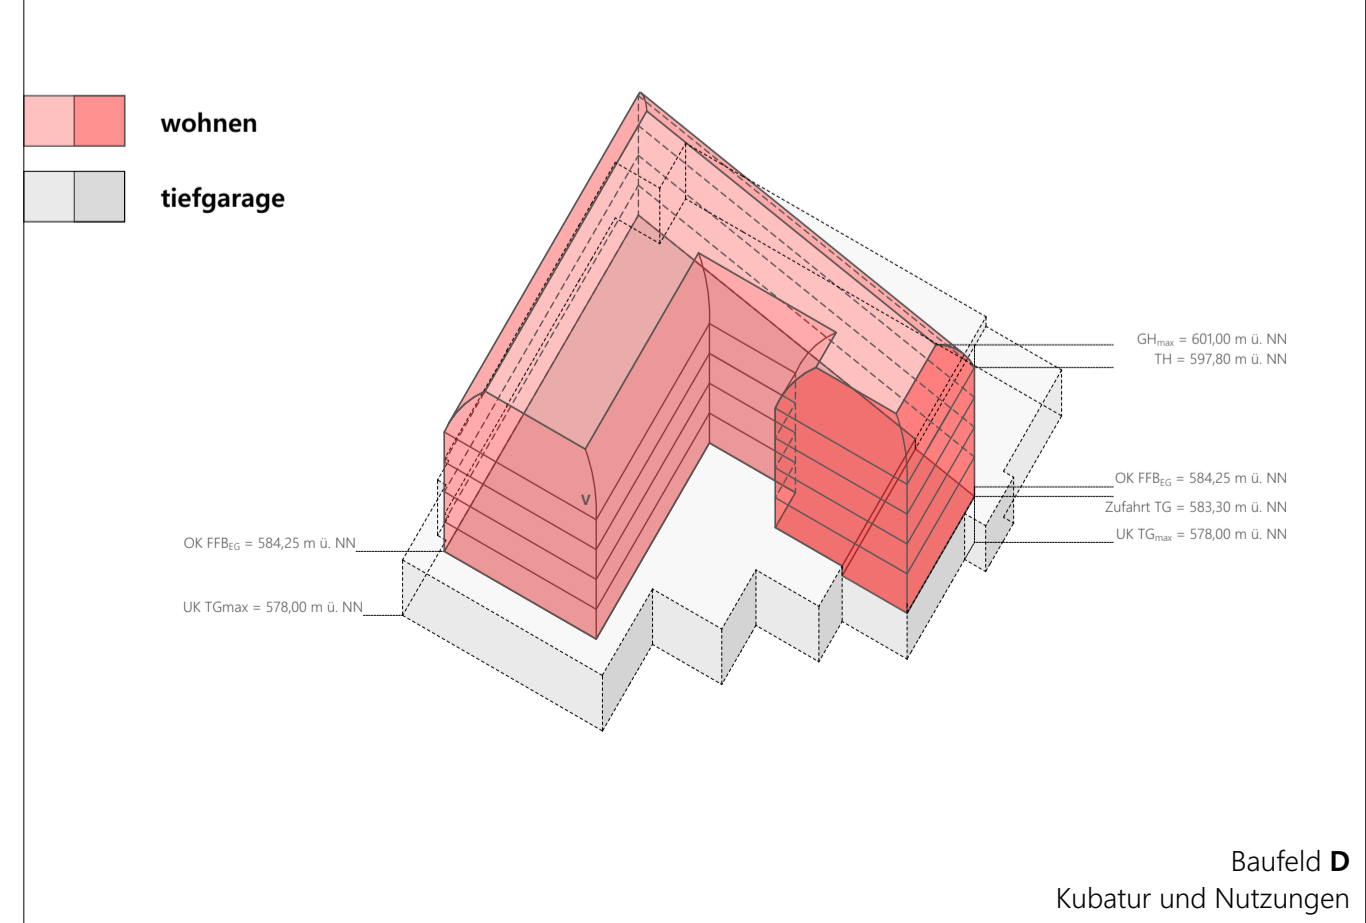 wohnen
tiefgarage
GHmax = 601,00 m ü. NN
TH = 597,80 m ü. NN
OK FFBEG = 584,25 m ü. NN
Zufahrt TG = 583,30 m ü. NN
UK TGmax = 578,00 m ü. NN
V
OK FFBEG = 584,25 m ü. NN
UK TGmax = 578,00 m ü. NN
Baufeld D
Kubatur und Nutzungen